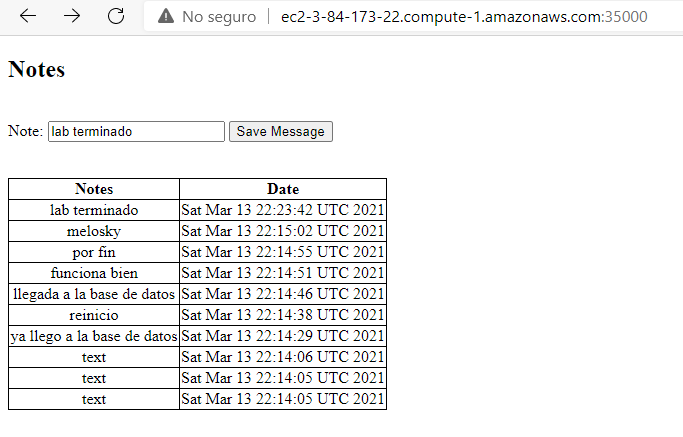 No seguro | ec2-3-84-173-22.compute-1.amazonaws.com:35000
Notes
Note: lab terminado Save Message
Notes Date
lab terminado Sat Mar 13 22:23:42 UTC 2021
melosky Sat Mar 13 22:15:02 UTC 2021
por fin Sat Mar 13 22:14:55 UTC 2021
funciona bien Sat Mar 13 22:14:51 UTC 2021
llegada a la base de datos Sat Mar 13 22:14:46 UTC 2021
reinicio Sat Mar 13 22:14:38 UTC 2021
ya llego a la base de datos Sat Mar 13 22:14:29 UTC 2021
text Sat Mar 13 22:14:06 UTC 2021
text Sat Mar 13 22:14:05 UTC 2021
text Sat Mar 13 22:14:05 UTC 2021